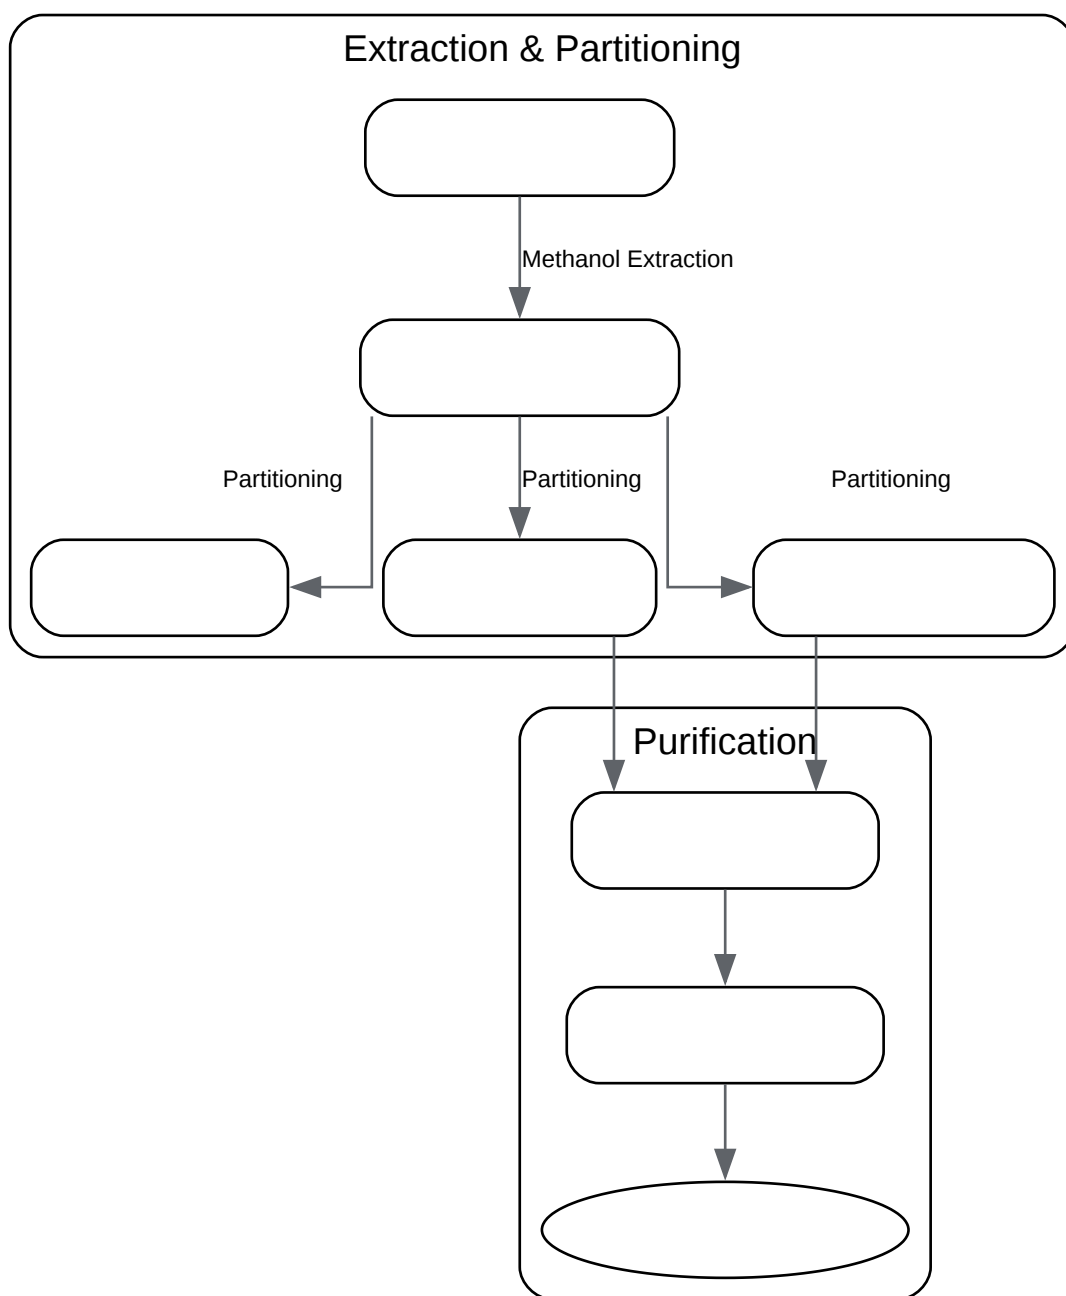 Extraction & Partitioning
Methanol Extraction
Partitioning
Partitioning
Partitioning
Purification